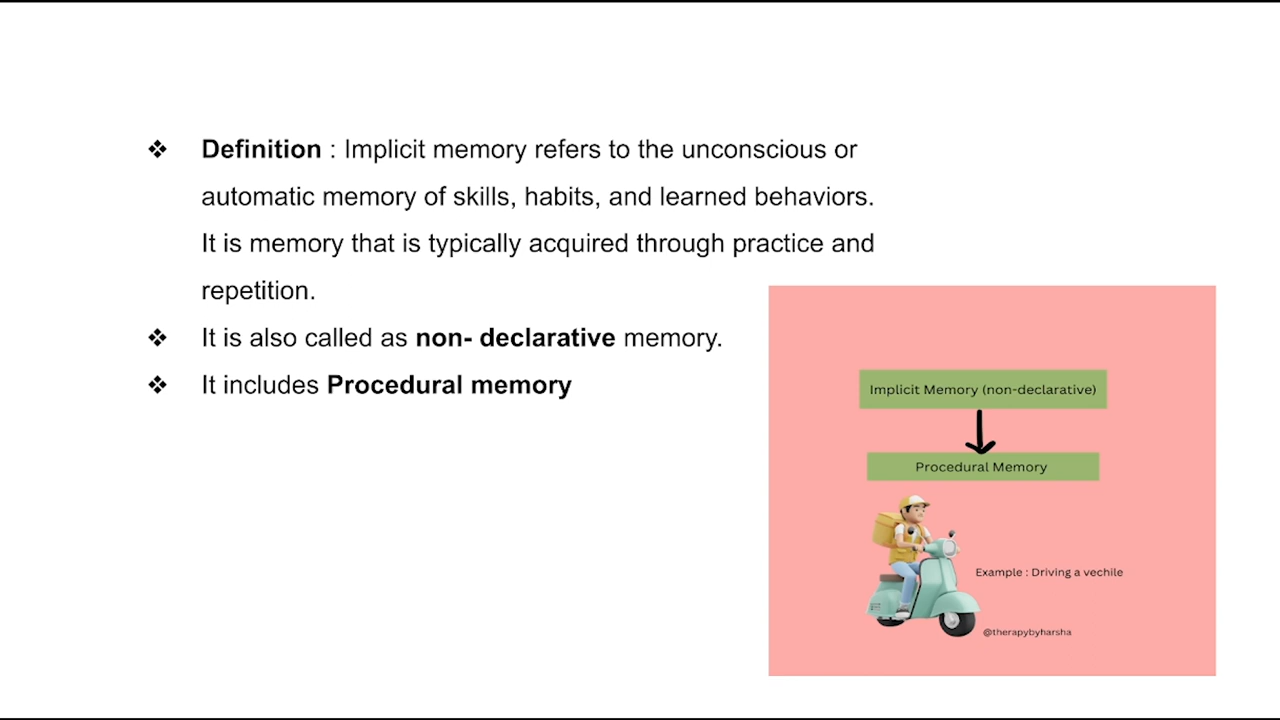 ❖ Definition : Implicit memory refers to the unconscious or
automatic memory of skills, habits, and learned behaviors.
It is memory that is typically acquired through practice and
repetition.
❖ It is also called as non- declarative memory.
❖ It includes Procedural memory
Implicit Memory (non-declarative)
Procedural Memory
Example : Driving a vechile
@therapybyharsha